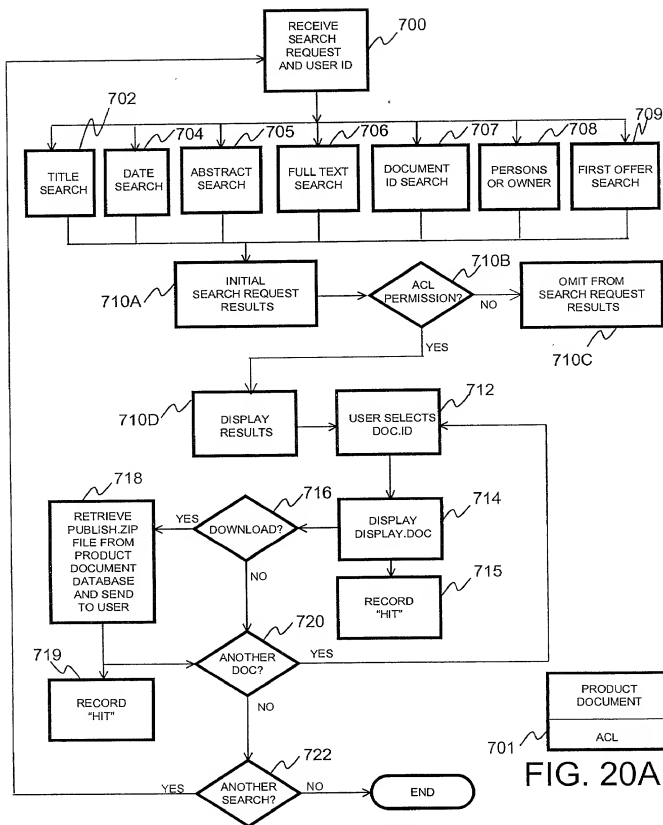 RECEIVE
SEARCH
REQUEST
AND USER ID
700
702
704
705
706
707
708
709
TITLE
SEARCH
DATE
SEARCH
ABSTRACT
SEARCH
FULL TEXT
SEARCH
DOCUMENT
ID SEARCH
PERSONS
OR OWNER
FIRST OFFER
SEARCH
710A
INITIAL
SEARCH REQUEST
RESULTS
710B
ACL
PERMISSION?
NO
YES
OMIT FROM
SEARCH REQUEST
RESULTS
710C
710D
DISPLAY
RESULTS
712
USER SELECTS
DOC.ID
718
RETRIEVE
PUBLISH.ZIP
FILE FROM
PRODUCT
DOCUMENT
DATABASE
AND SEND
TO USER
YES
716
DOWNLOAD?
NO
714
DISPLAY
DISPLAY.DOC
715
RECORD
"HIT"
719
RECORD
"HIT"
720
ANOTHER
DOC?
YES
NO
722
ANOTHER
SEARCH?
YES
NO
END
PRODUCT
DOCUMENT
ACL
701
FIG. 20A